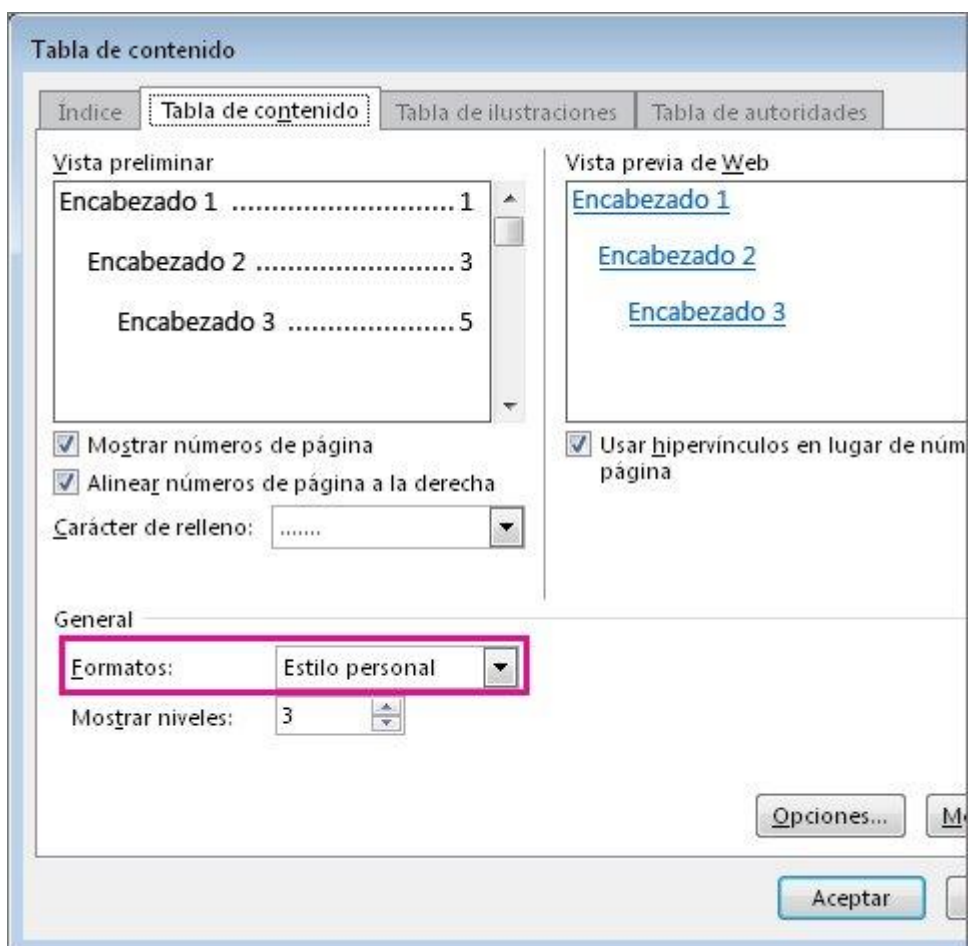 Tabla de contenido
Índice Tabla de contenido Tabla de ilustraciones Tabla de autoridades
Vista preliminar
Encabezado 1 ............................ 1
Encabezado 2 ......................... 3
Encabezado 3 ..................... 5
Mostrar números de página
Alinear números de página a la derecha
Carácter de relleno: .......
Vista previa de Web
Encabezado 1
Encabezado 2
Encabezado 3
Usar hipervínculos en lugar de
página
General
Formatos: Estilo personal
Mostrar niveles: 3
Opciones...
Aceptar